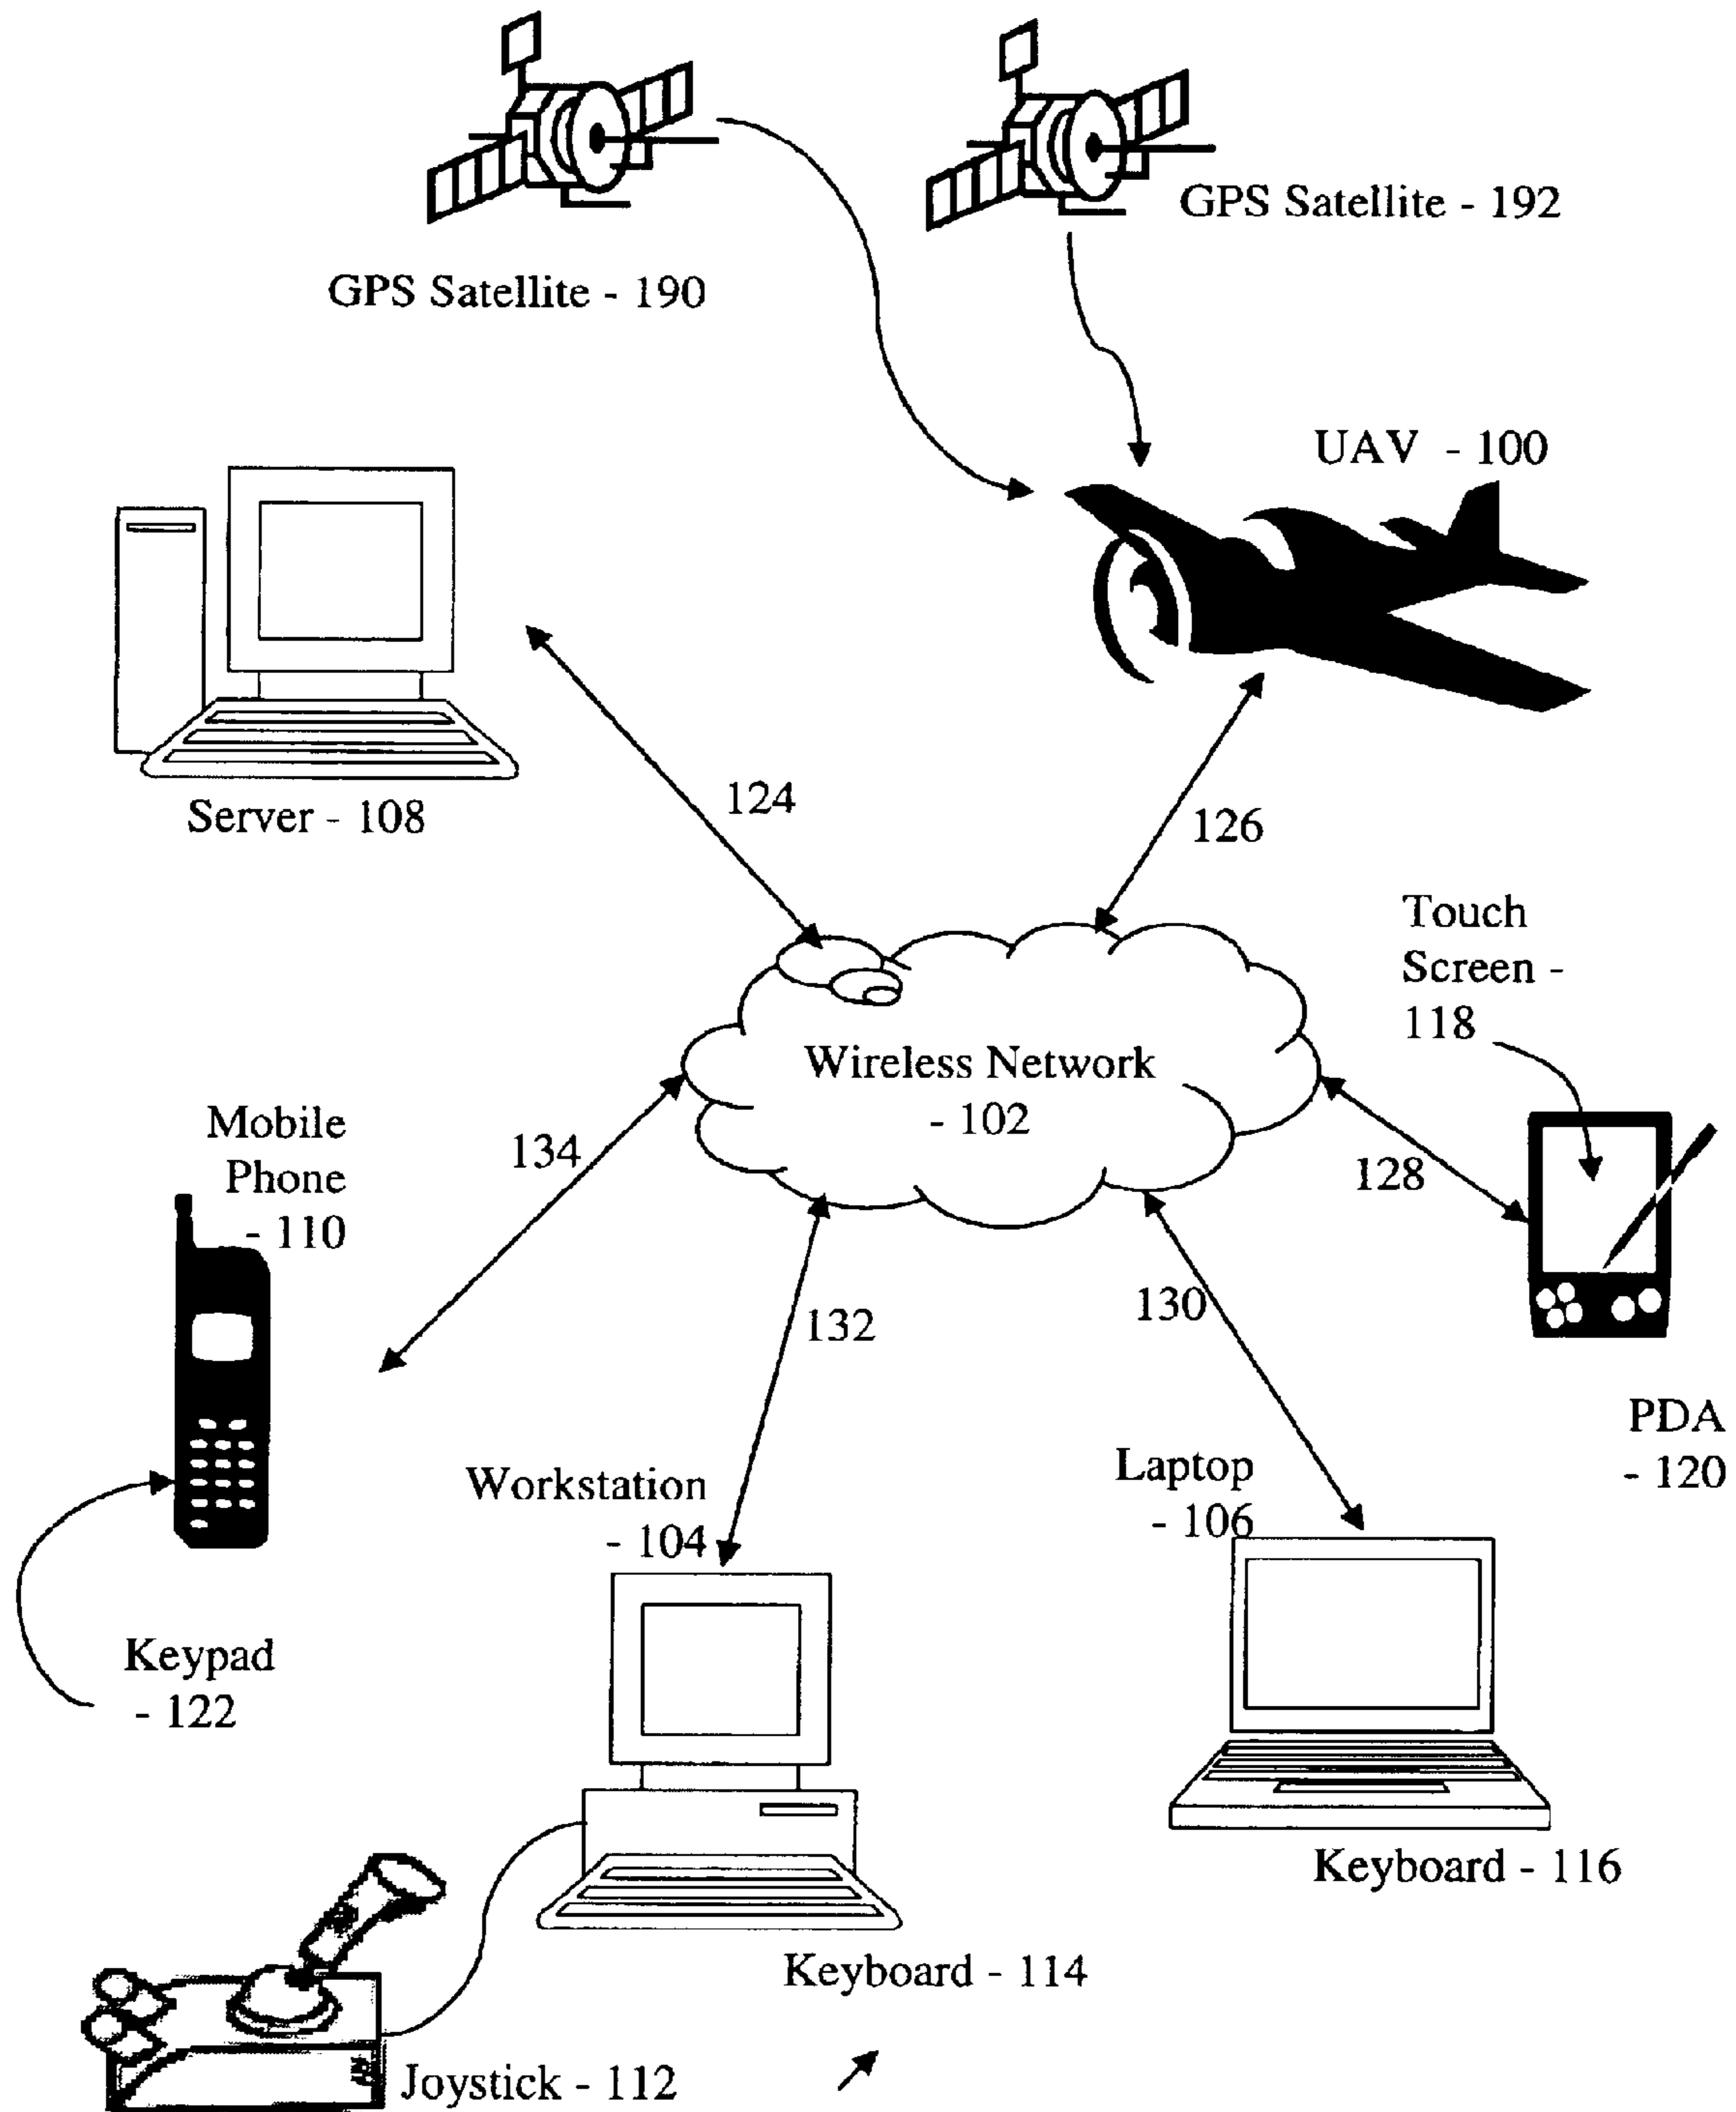 GPS Satellite - 192
GPS Satellite - 190
UAV - 100
124
Server - 108
126
Touch
Screen -
118
Wireless Network
- 102
Mobile
Phone
- 110
134
128
132
130
PDA
- 120
Workstation
- 104
Laptop
- 106
Keypad
- 122
Keyboard - 116
Keyboard - 114
Joystick - 112